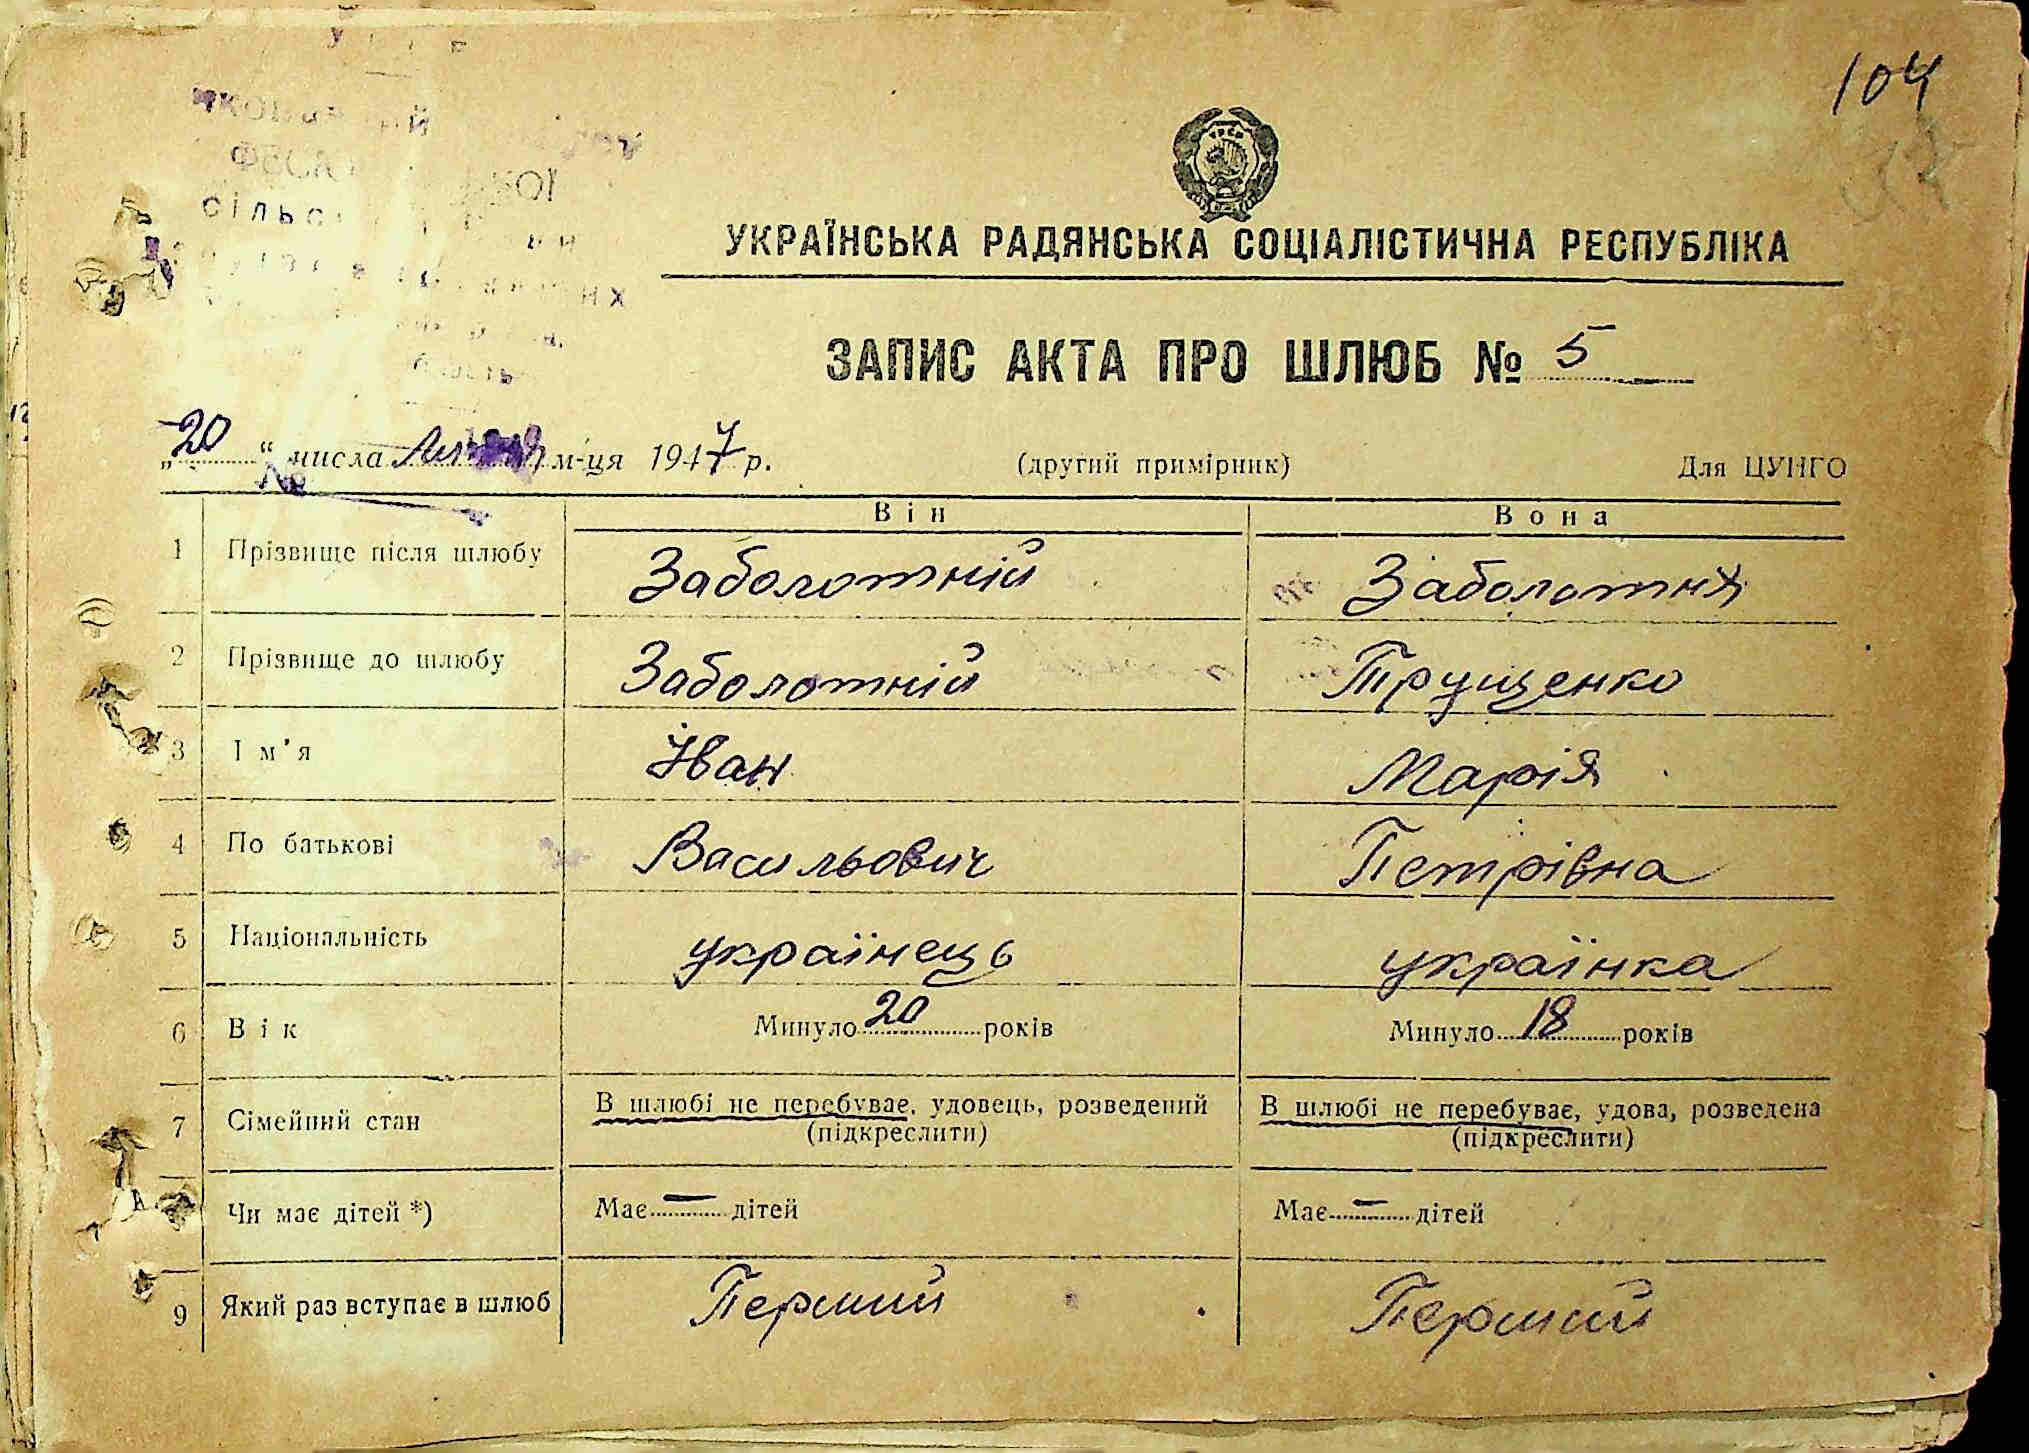 104
УКРАЇНСЬКА РАДЯНСЬКА СОЦІАЛІСТИЧНА РЕСПУБЛІКА
ЗАПИС АКТА ПРО ШЛЮБ № 5
„20“ числа м-ця 1947 р. (другий примірник) Для ЦУНГО
№
Він Вона
1 Прізвище після шлюбу Заболотній Заболотня
2 Прізвище до шлюбу Заболотній Трущенко
3 Ім'я Іван Марія
4 По батькові Васильович Петрівна
5 Національність українець українка
6 Вік Минуло 20 років Минуло 18 років
7 Сімейний стан В шлюбі не перебуває, удовець, розведений (підкреслити) В шлюбі не перебуває, удова, розведена (підкреслити)
Чи має дітей *) Має — дітей Має — дітей
9 Який раз вступає в шлюб Перший Перший